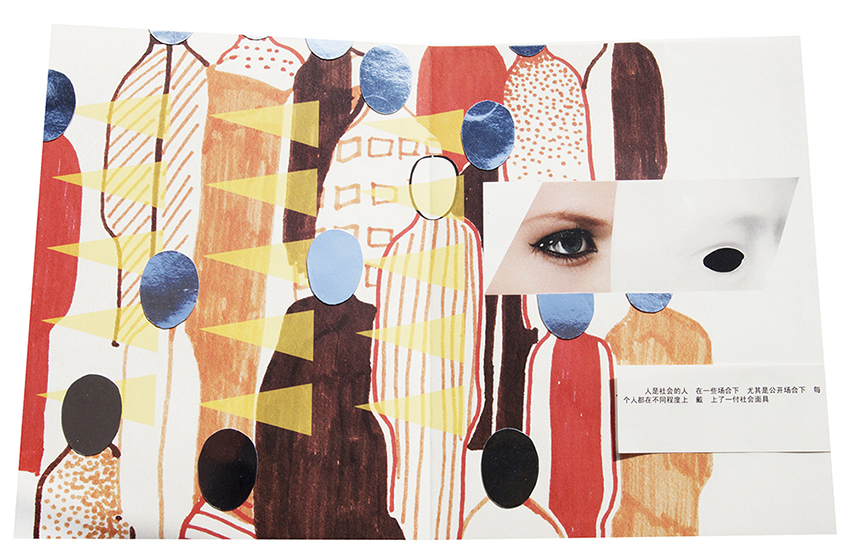 人是社会的人 在一些场合下 尤其是公开场合下 每
个人都在不同程度上 戴 上了一付社会面具